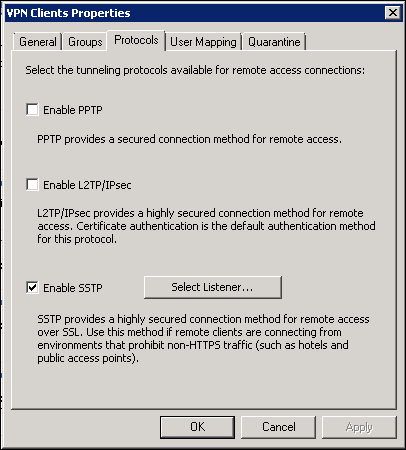 VPN Clients Properties
General Groups Protocols User Mapping Quarantine
Select the tunneling protocols available for remote access connections:
Enable PPTP
PPTP provides a secured connection method for remote access.
Enable L2TP/IPsec
L2TP/IPsec provides a highly secured connection method for remote
access. Certificate authentication is the default authentication method
for this protocol.
Enable SSTP Select Listener...
SSTP provides a highly secured connection method for remote access
over SSL. Use this method if remote clients are connecting from
environments that prohibit non-HTTPS traffic (such as hotels and
public access points).
OK Cancel Apply